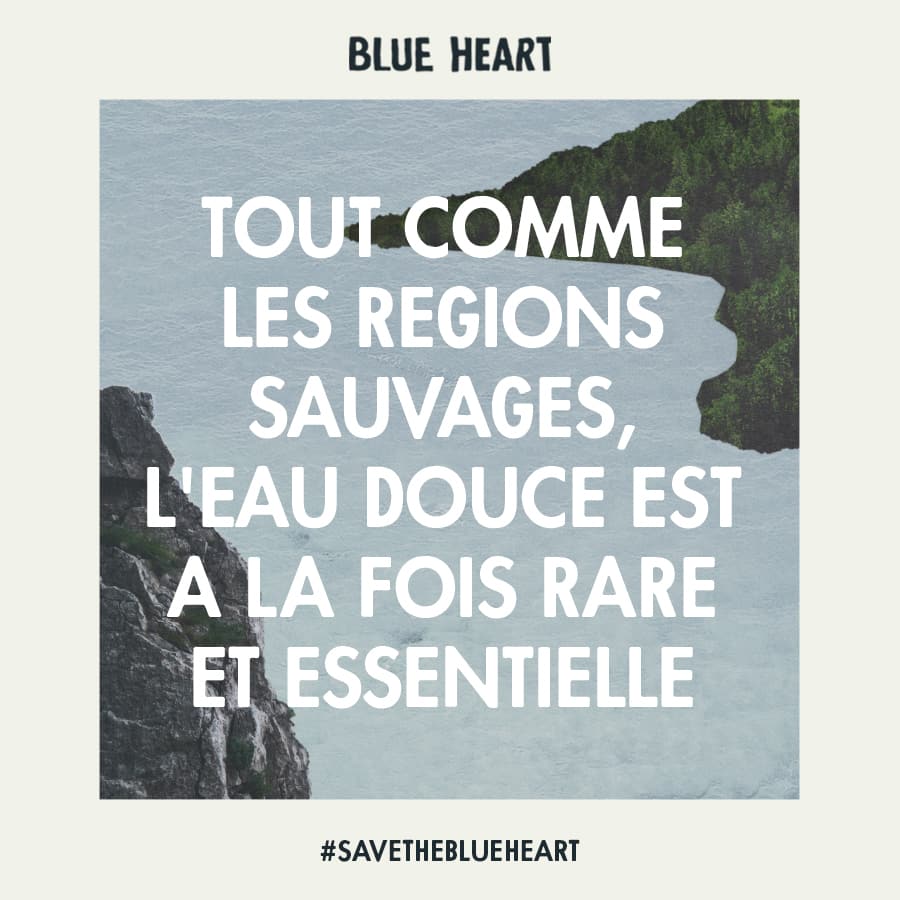 BLUE HEART
TOUT COMME
LES REGIONS
SAUVAGES,
L'EAU DOUCE EST
A LA FOIS RARE
ET ESSENTIELLE
#SAVETHEBLUEHEART